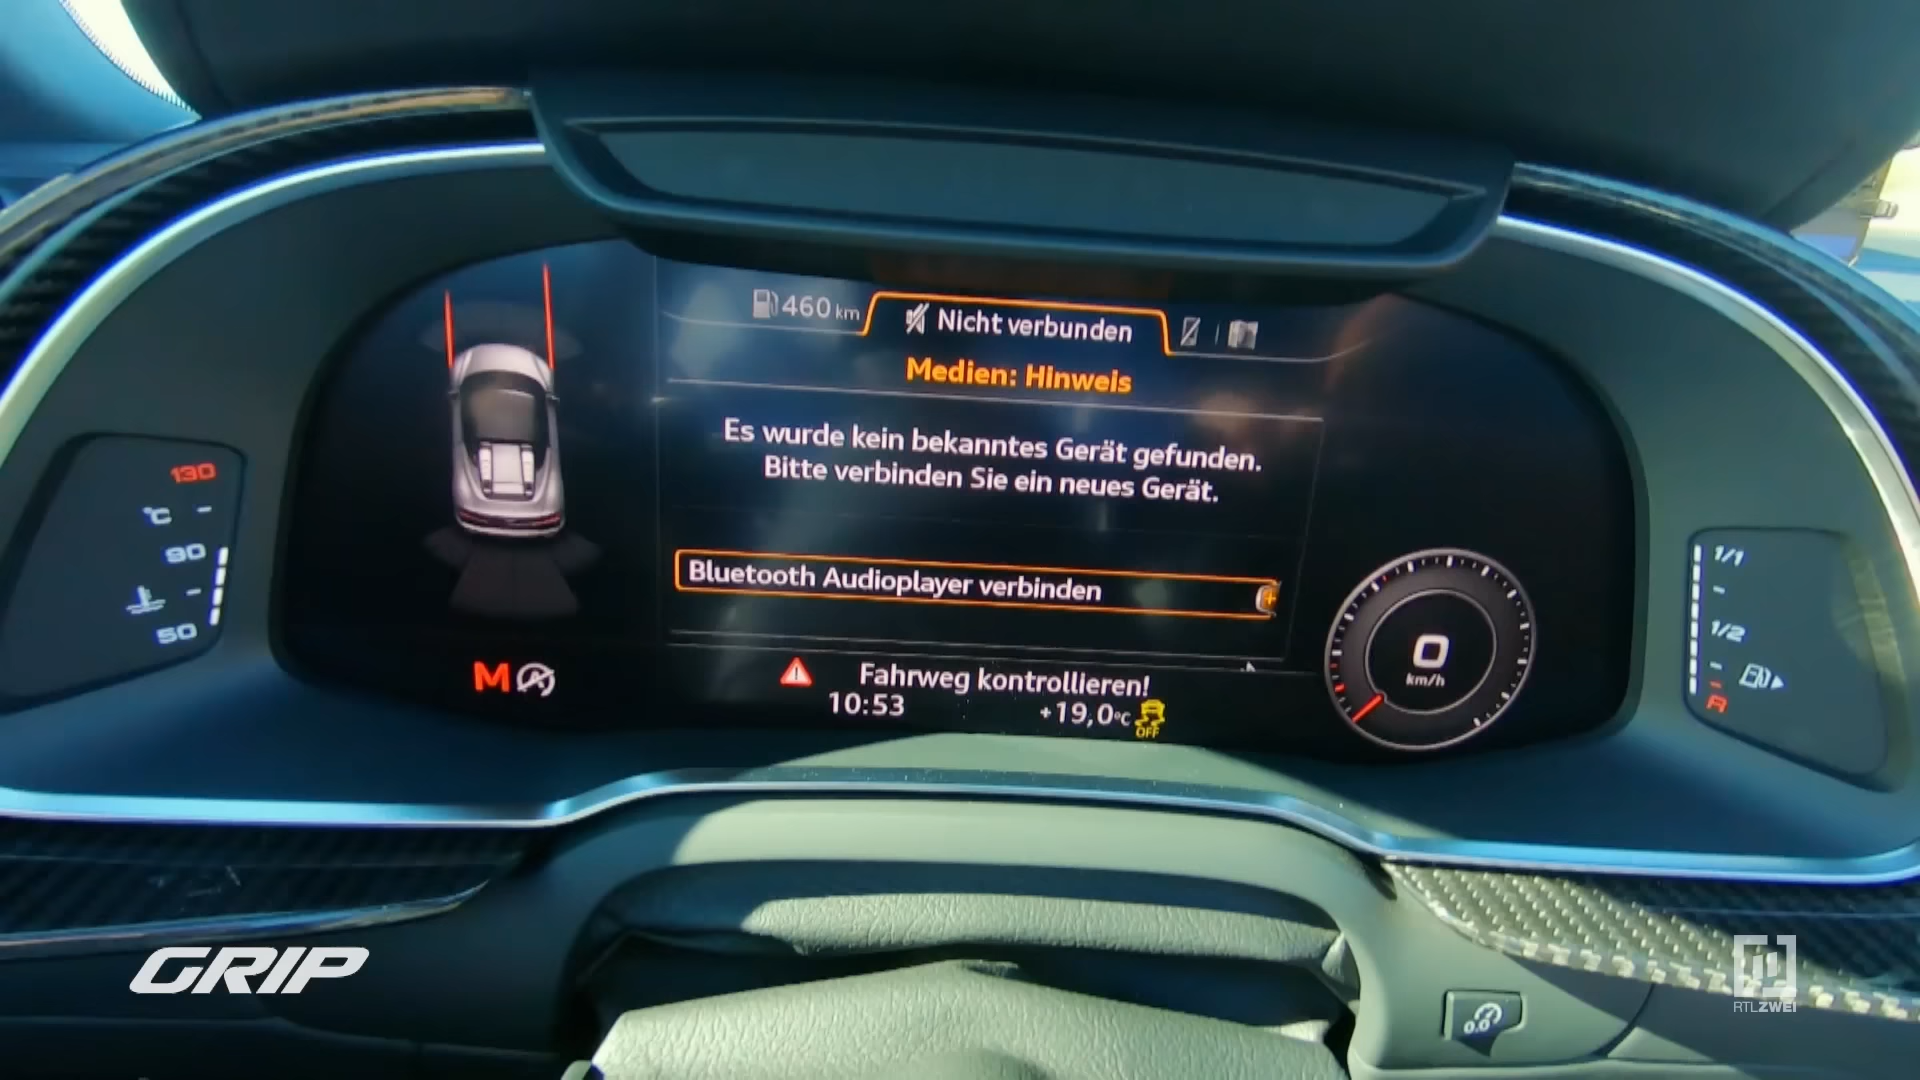 460 km
Nicht verbunden
Medien: Hinweis
Es wurde kein bekanntes Gerät gefunden.
Bitte verbinden Sie ein neues Gerät.
Bluetooth Audioplayer verbinden
Fahrweg kontrollieren!
10:53
+19,0°C
OFF
M
130
°C
90
50
0
km/h
1/1
1/2
R
0.0
GRIP
RTLZWEI